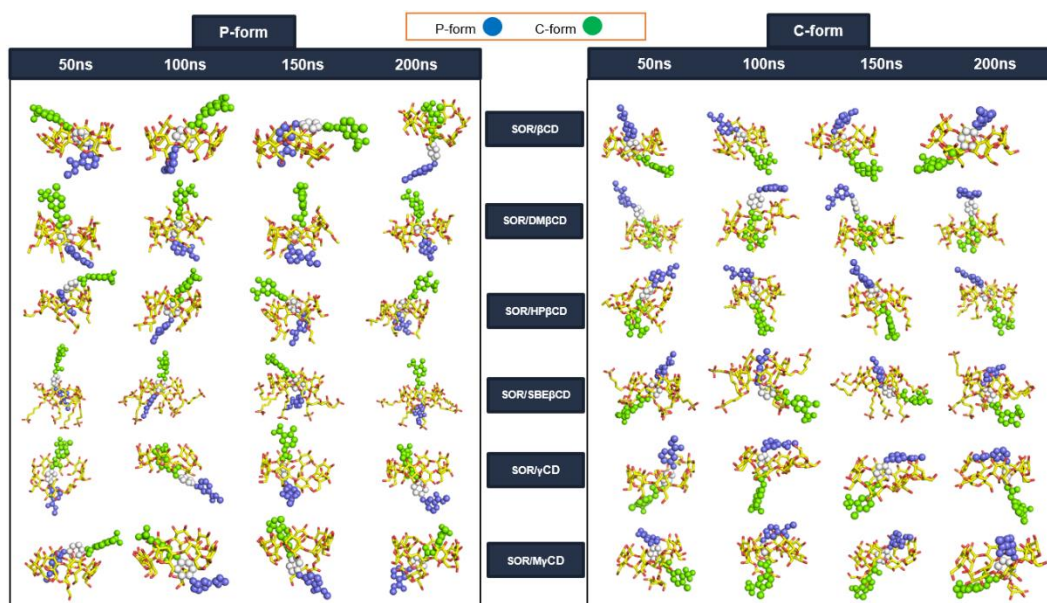 P-form
P-form C-form
C-form
50ns 100ns 150ns 200ns
50ns 100ns 150ns 200ns
SOR/βCD
SOR/DMβCD
SOR/HPβCD
SOR/SBEβCD
SOR/γCD
SOR/MγCD